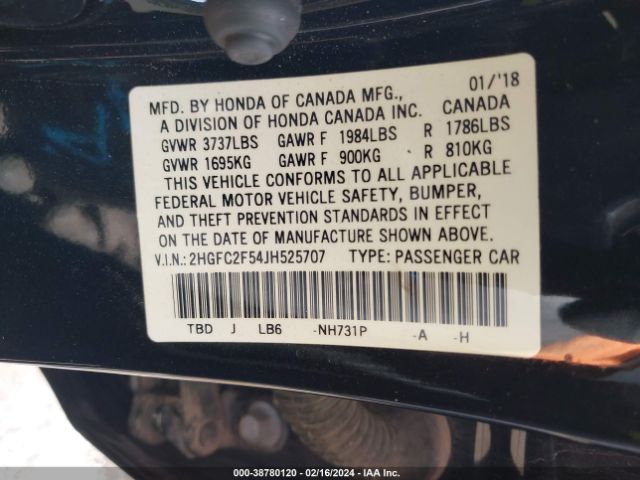 MFD. BY HONDA OF CANADA MFG., 01/'18
A DIVISION OF HONDA CANADA INC. CANADA
GVWR 3737LBS GAWR F 1984LBS R 1786LBS
GVWR 1695KG GAWR F 900KG R 810KG
THIS VEHICLE CONFORMS TO ALL APPLICABLE
FEDERAL MOTOR VEHICLE SAFETY, BUMPER,
AND THEFT PREVENTION STANDARDS IN EFFECT
ON THE DATE OF MANUFACTURE SHOWN ABOVE.
V.I.N.: 2HGFC2F54JH525707 TYPE: PASSENGER CAR
TBD J LB6 -NH731P -A -H
000-38780120 - 02/16/2024 - IAA Inc.